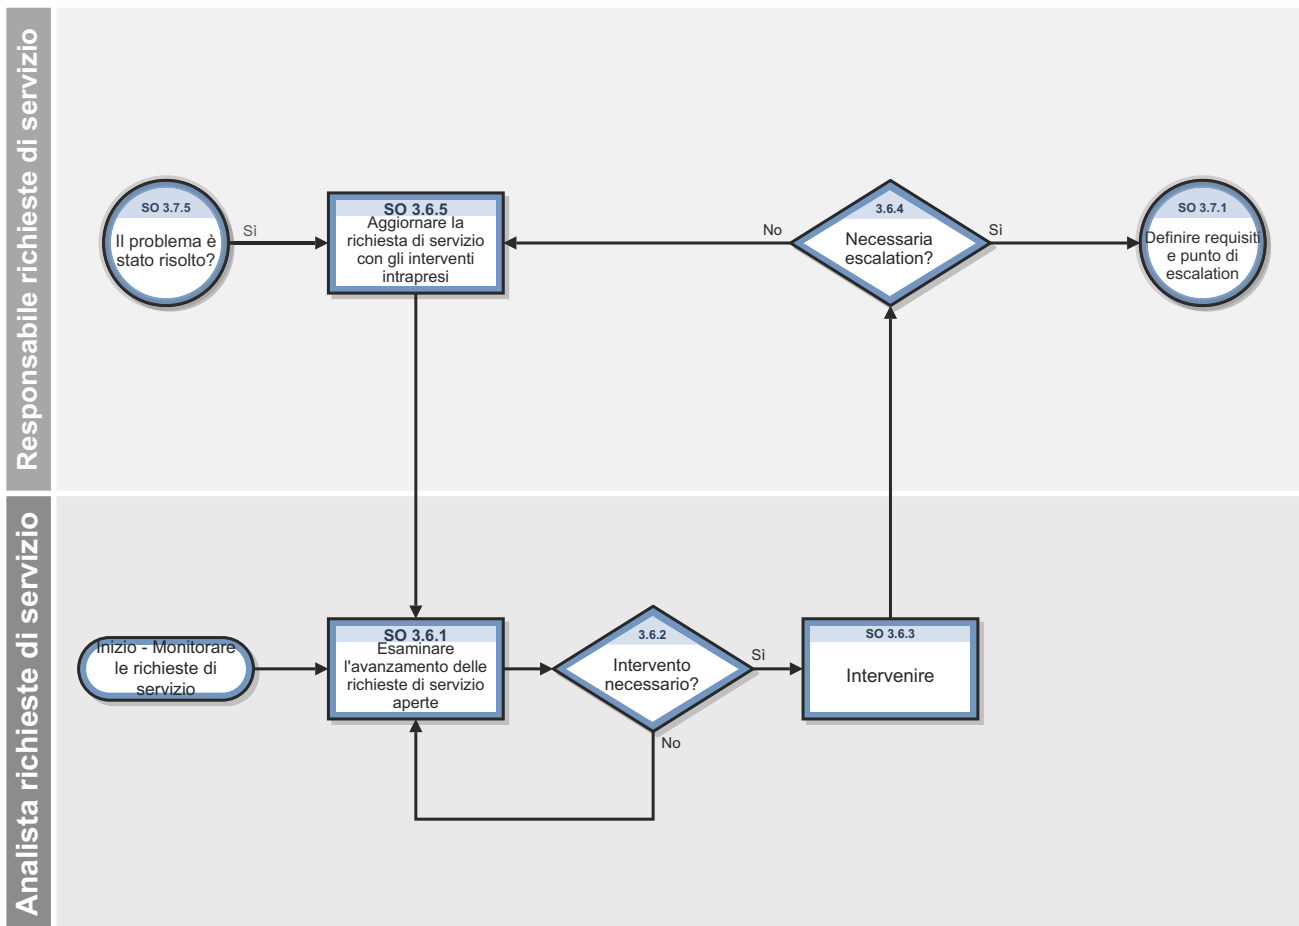 Responsabile richieste di servizio
SO 3.7.5
Il problema è
stato risolto?
Sì
SO 3.6.5
Aggiornare la
richiesta di servizio
con gli interventi
intrapresi
No
3.6.4
Necessaria
escalation?
Sì
SO 3.7.1
Definire requisiti
e punto di
escalation
Analista richieste di servizio
Inizio - Monitorare
le richieste di
servizio
SO 3.6.1
Esaminare
l'avanzamento delle
richieste di servizio
aperte
3.6.2
Intervento
necessario?
Sì
No
SO 3.6.3
Intervenire